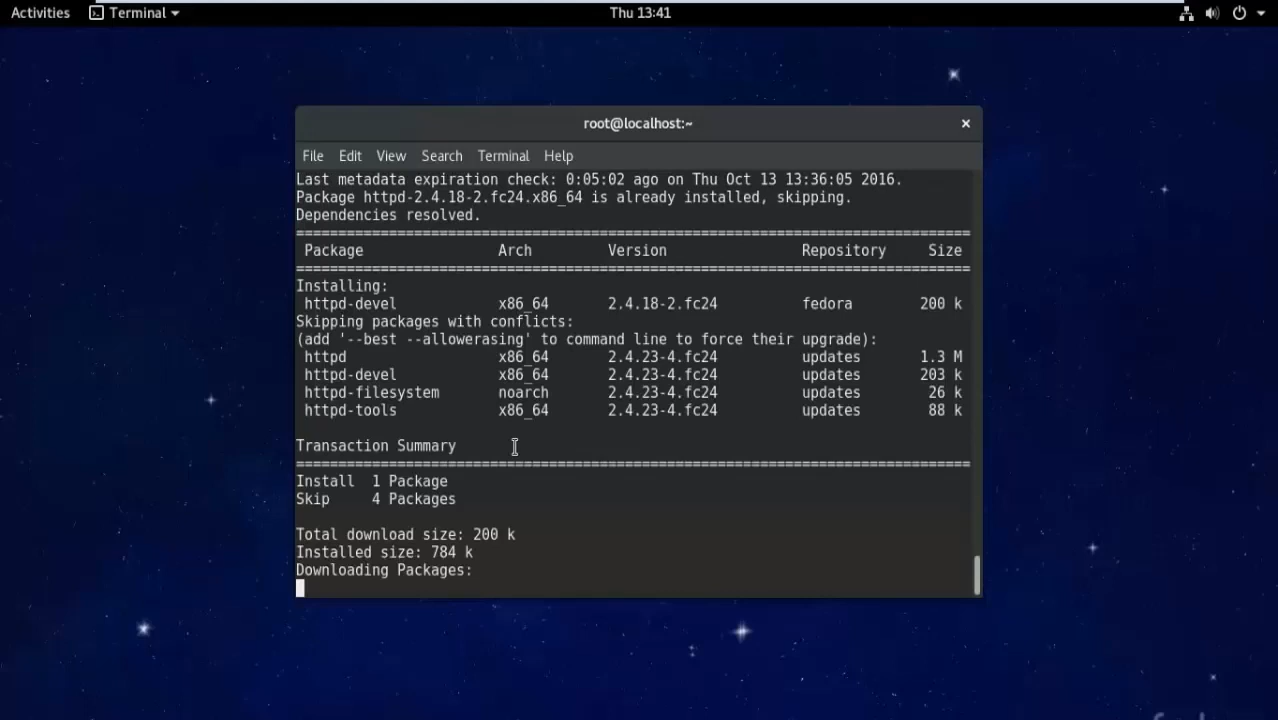 Activities Terminal Thu 13:41
root@localhost:~ ×
File Edit View Search Terminal Help
Last metadata expiration check: 0:05:02 ago on Thu Oct 13 13:36:05 2016.
Package httpd-2.4.18-2.fc24.x86_64 is already installed, skipping.
Dependencies resolved.
================================================================================
Package Arch Version Repository Size
================================================================================
Installing:
httpd-devel x86_64 2.4.18-2.fc24 fedora 200 k
Skipping packages with conflicts:
(add '--best --allowerasing' to command line to force their upgrade):
httpd x86_64 2.4.23-4.fc24 updates 1.3 M
httpd-devel x86_64 2.4.23-4.fc24 updates 203 k
httpd-filesystem noarch 2.4.23-4.fc24 updates 26 k
httpd-tools x86_64 2.4.23-4.fc24 updates 88 k
Transaction Summary
================================================================================
Install 1 Package
Skip 4 Packages
Total download size: 200 k
Installed size: 784 k
Downloading Packages: